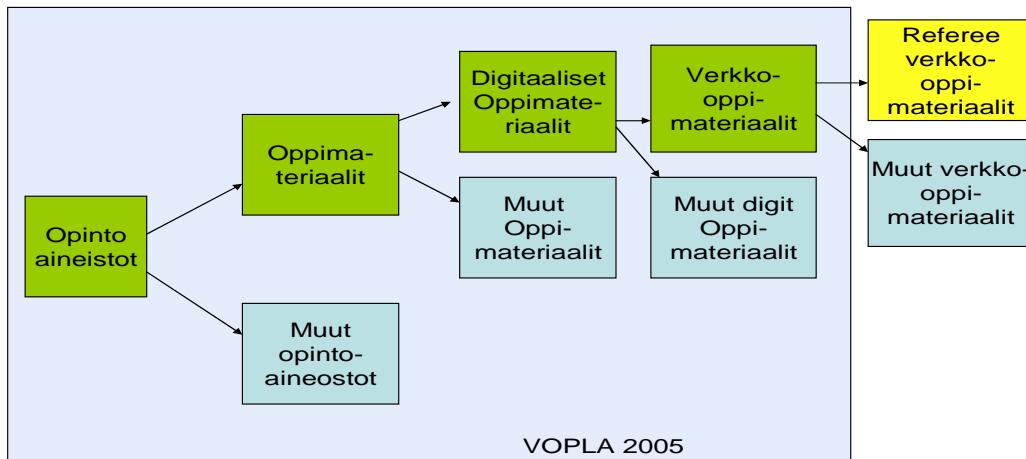 Opinto
aineistot
Oppima-
teriaalit
Muut
opinto-
aineostot
Digitaaliset
Oppimate-
riaalit
Muut
Oppi-
materiaalit
Verkko-
oppi-
materiaalit
Muut digit
Oppi-
materiaalit
Referee
verkko-
oppi-
materiaalit
Muut verkko-
oppi-
materiaalit
VOPLA 2005